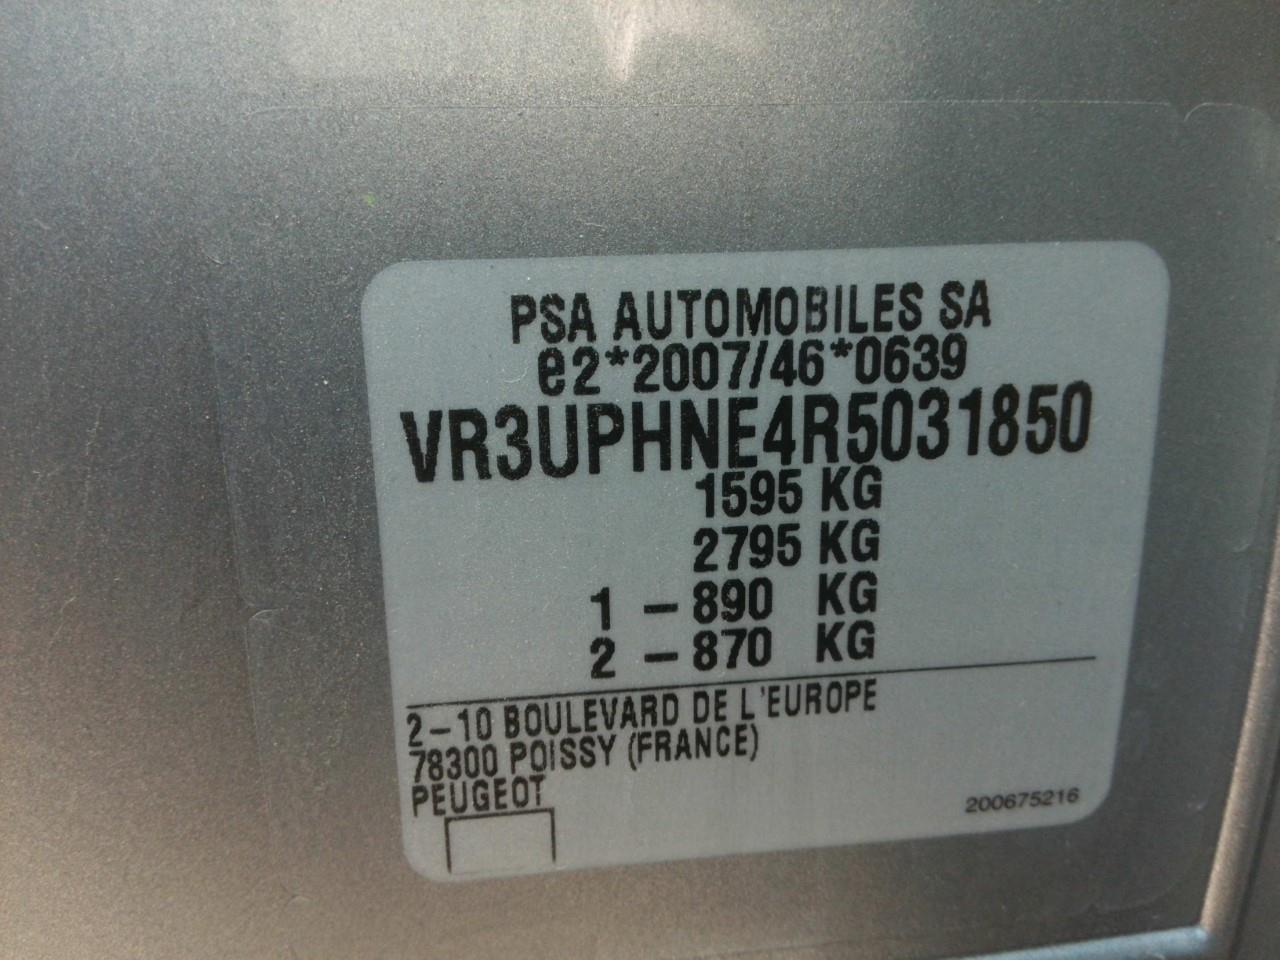 PSA AUTOMOBILES SA
e2*2007/46*0639
VR3UPHNE4R5031850
1595 KG
2795 KG
1 - 890 KG
2 - 870 KG
2-10 BOULEVARD DE L'EUROPE
78300 POISSY (FRANCE)
PEUGEOT
200675216